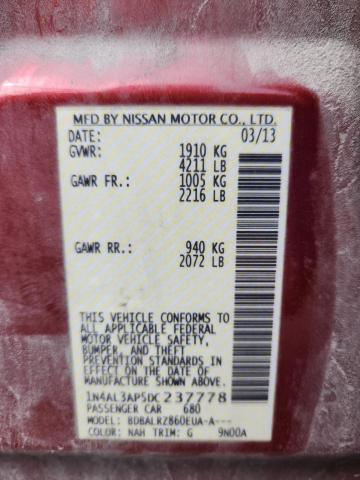 MFD BY NISSAN MOTOR CO., LTD.
DATE: 03/13
GVWR: 1910 KG
4211 LB
GAWR FR.: 1005 KG
2216 LB
GAWR RR.: 940 KG
2072 LB
THIS VEHICLE CONFORMS TO
ALL APPLICABLE FEDERAL
MOTOR VEHICLE SAFETY,
BUMPER, AND THEFT
PREVENTION STANDARDS
IN EFFECT ON THE DATE OF
MANUFACTURE SHOWN ABOVE.
1N4AL3AP5DC237778
PASSENGER CAR 680
MODEL: BDBALRZ860EUA-A---
COLOR: NAH TRIM: G 9N00A